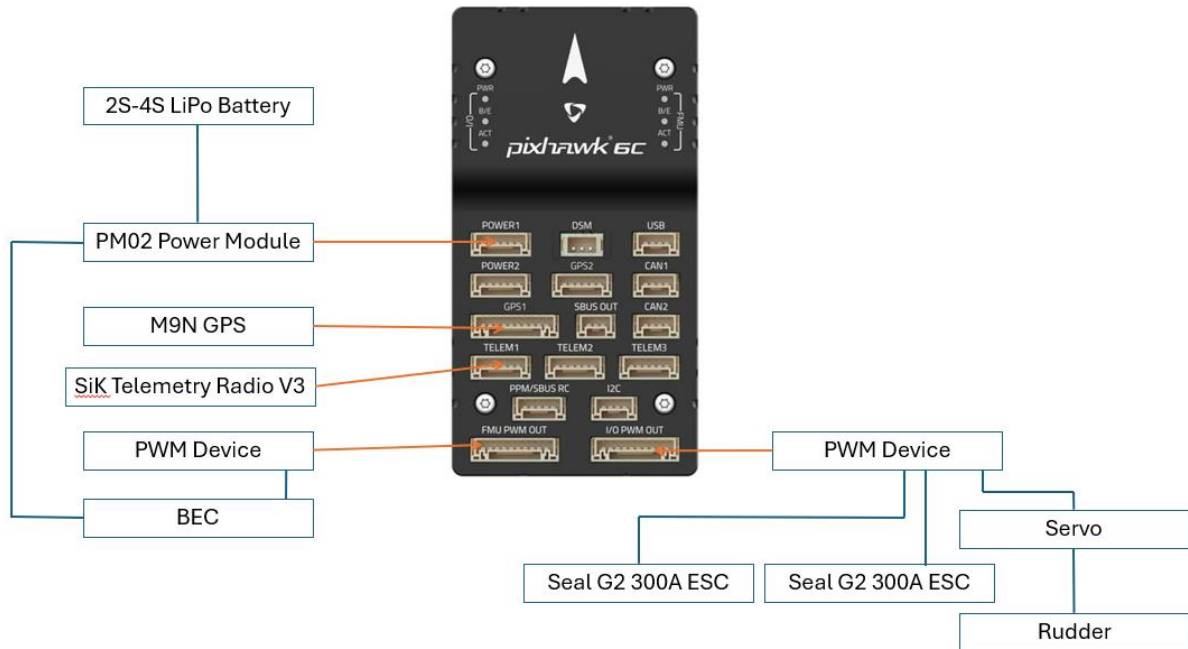 PWR
B/E
ACT
I/O
PWR
B/E
ACT
FMU
pixhawk 6C
2S-4S LiPo Battery
PM02 Power Module
M9N GPS
SiK Telemetry Radio V3
PWM Device
BEC
POWER1
DSM
USB
POWER2
GPS2
CAN1
GPS1
SBUS OUT
CAN2
TELEM1
TELEM2
TELEM3
PPM/SBUS RC
I2C
FMU PWM OUT
I/O PWM OUT
PWM Device
Servo
Seal G2 300A ESC
Seal G2 300A ESC
Rudder